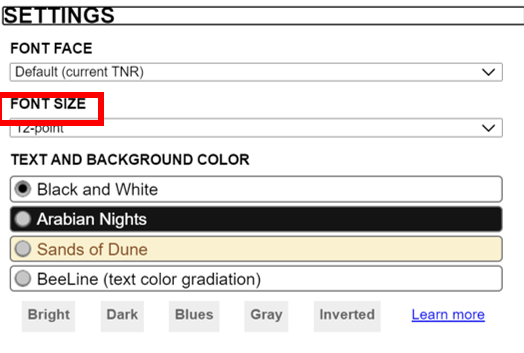 SETTINGS
FONT FACE
Default (current TNR)
FONT SIZE
12-point
TEXT AND BACKGROUND COLOR
Black and White
Arabian Nights
Sands of Dune
BeeLine (text color gradiation)
Bright Dark Blues Gray Inverted Learn more